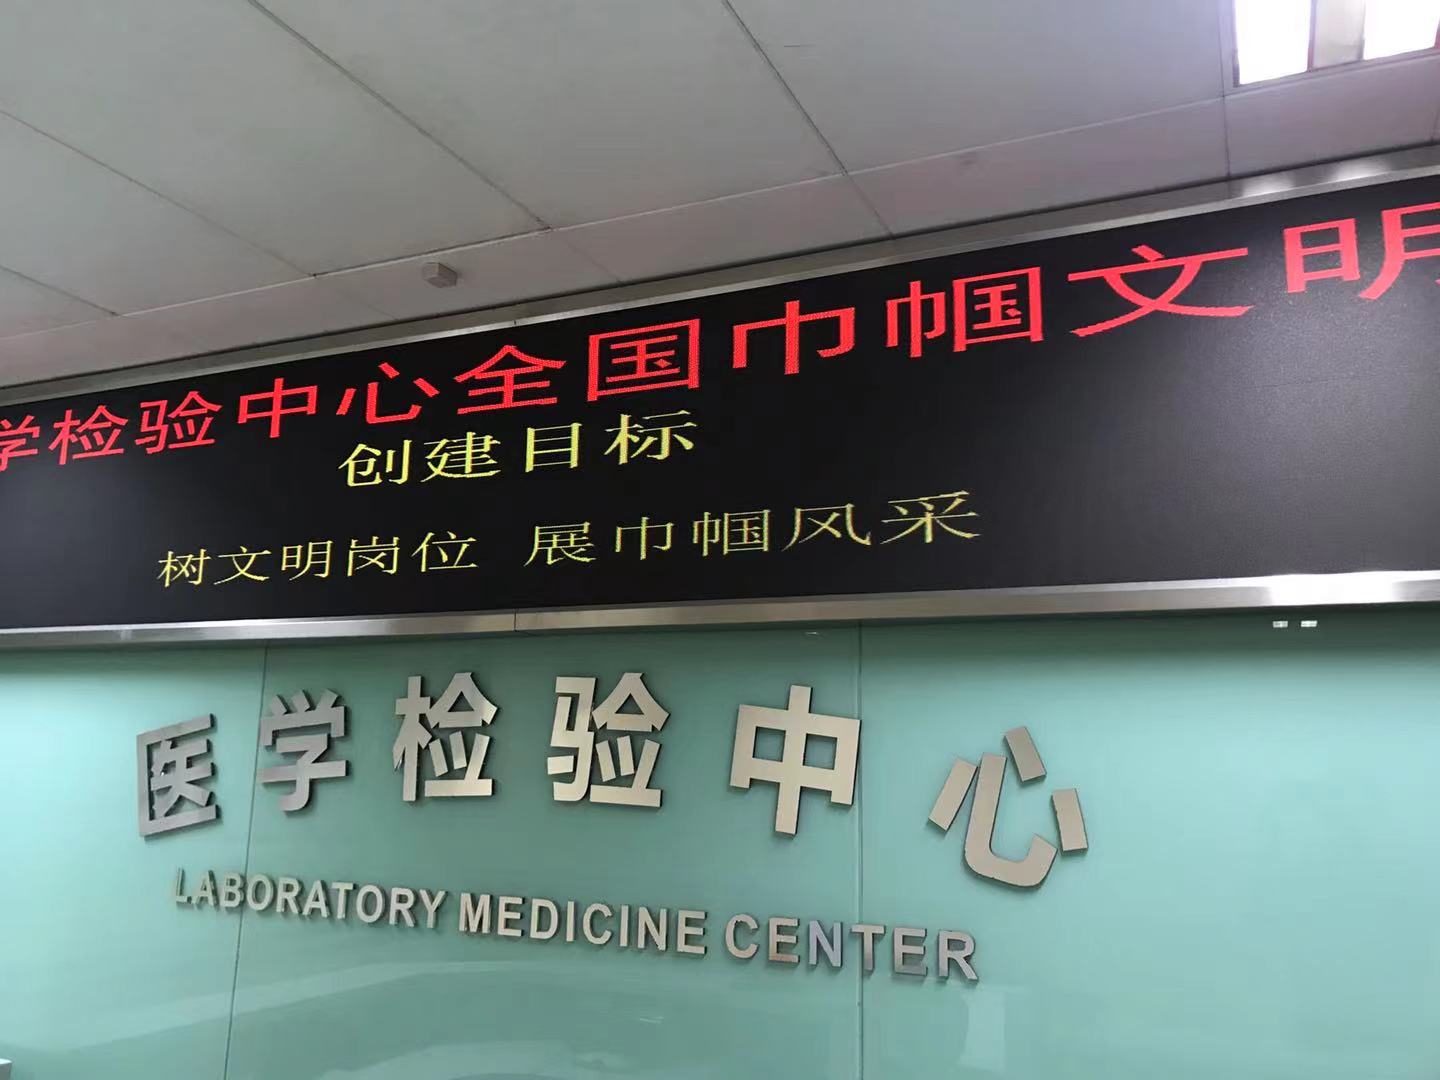 学检验中心全国巾帼文明
创建目标
树文明岗位 展巾帼风采
医学检验中心
LABORATORY MEDICINE CENTER